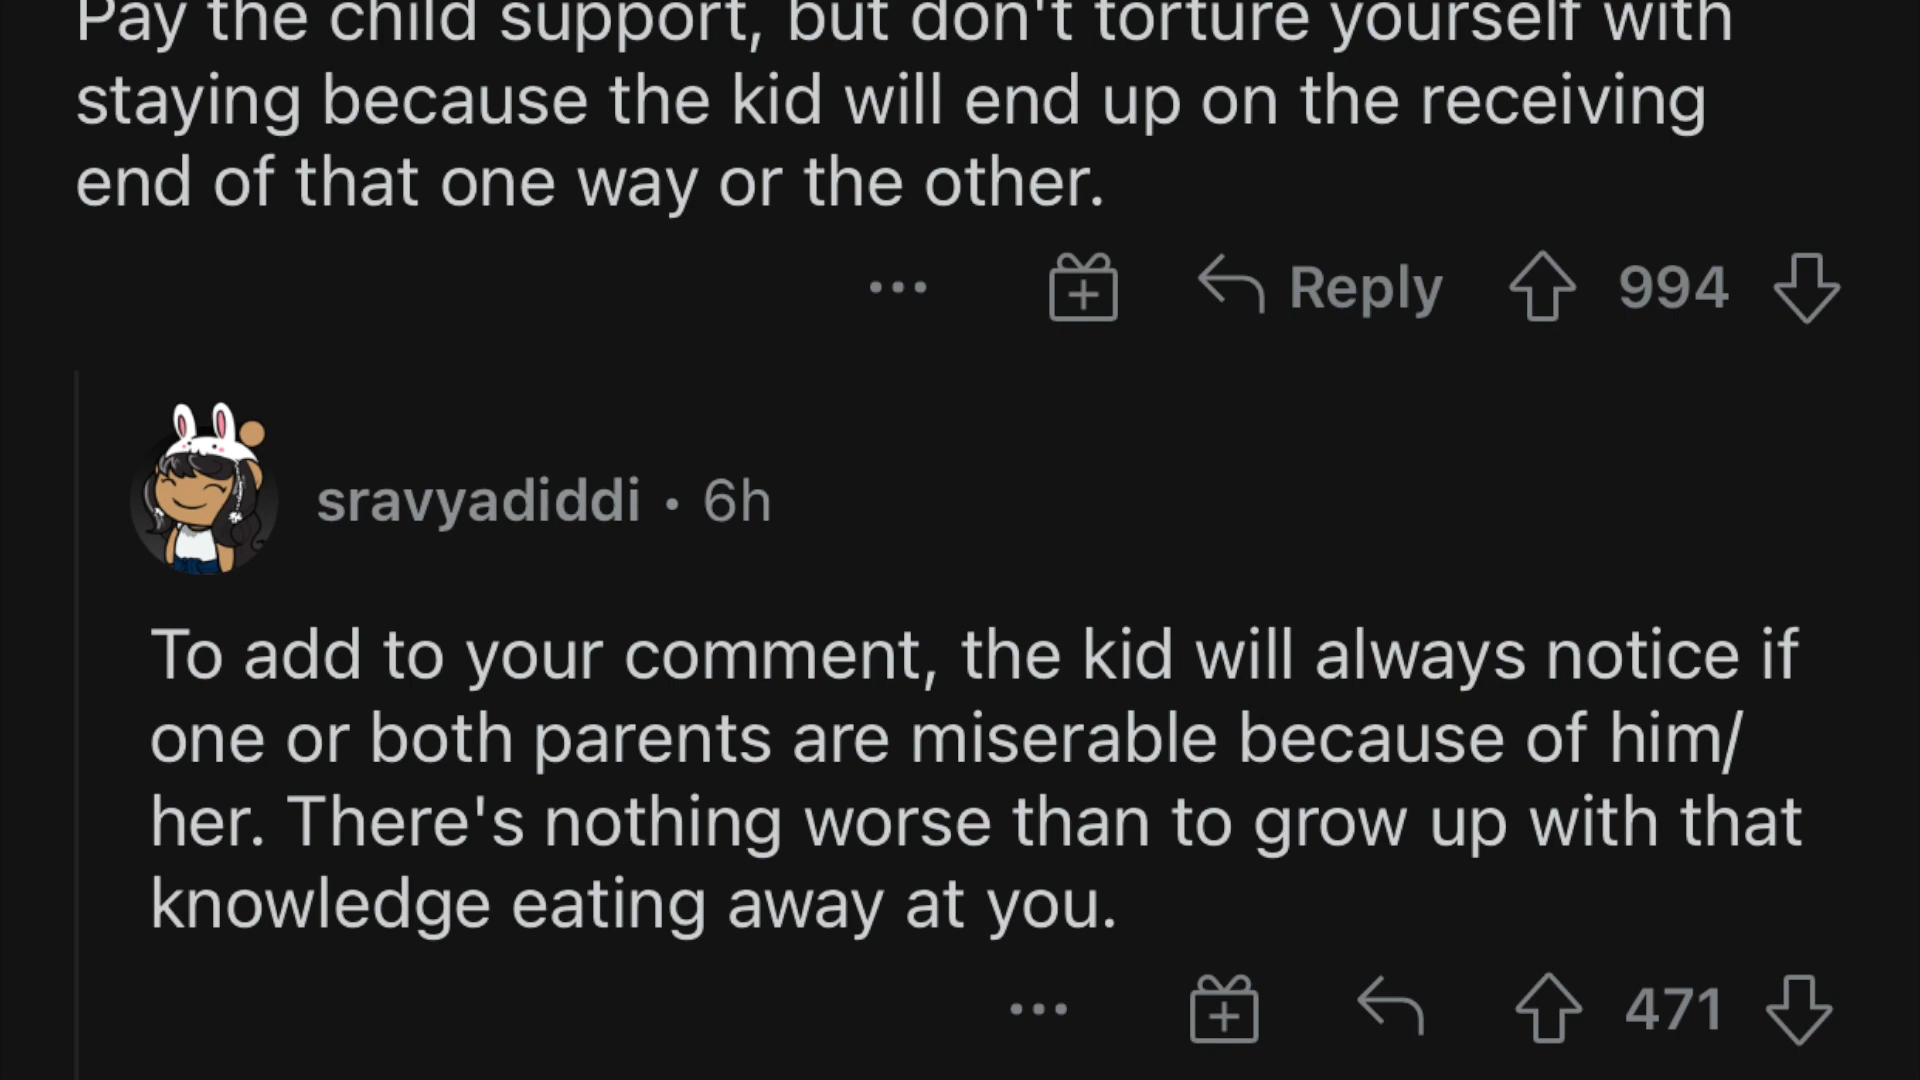 Pay the child support, but don't torture yourself with
staying because the kid will end up on the receiving
end of that one way or the other.
Reply 994
sravyadiddi • 6h
To add to your comment, the kid will always notice if
one or both parents are miserable because of him/
her. There's nothing worse than to grow up with that
knowledge eating away at you.
471